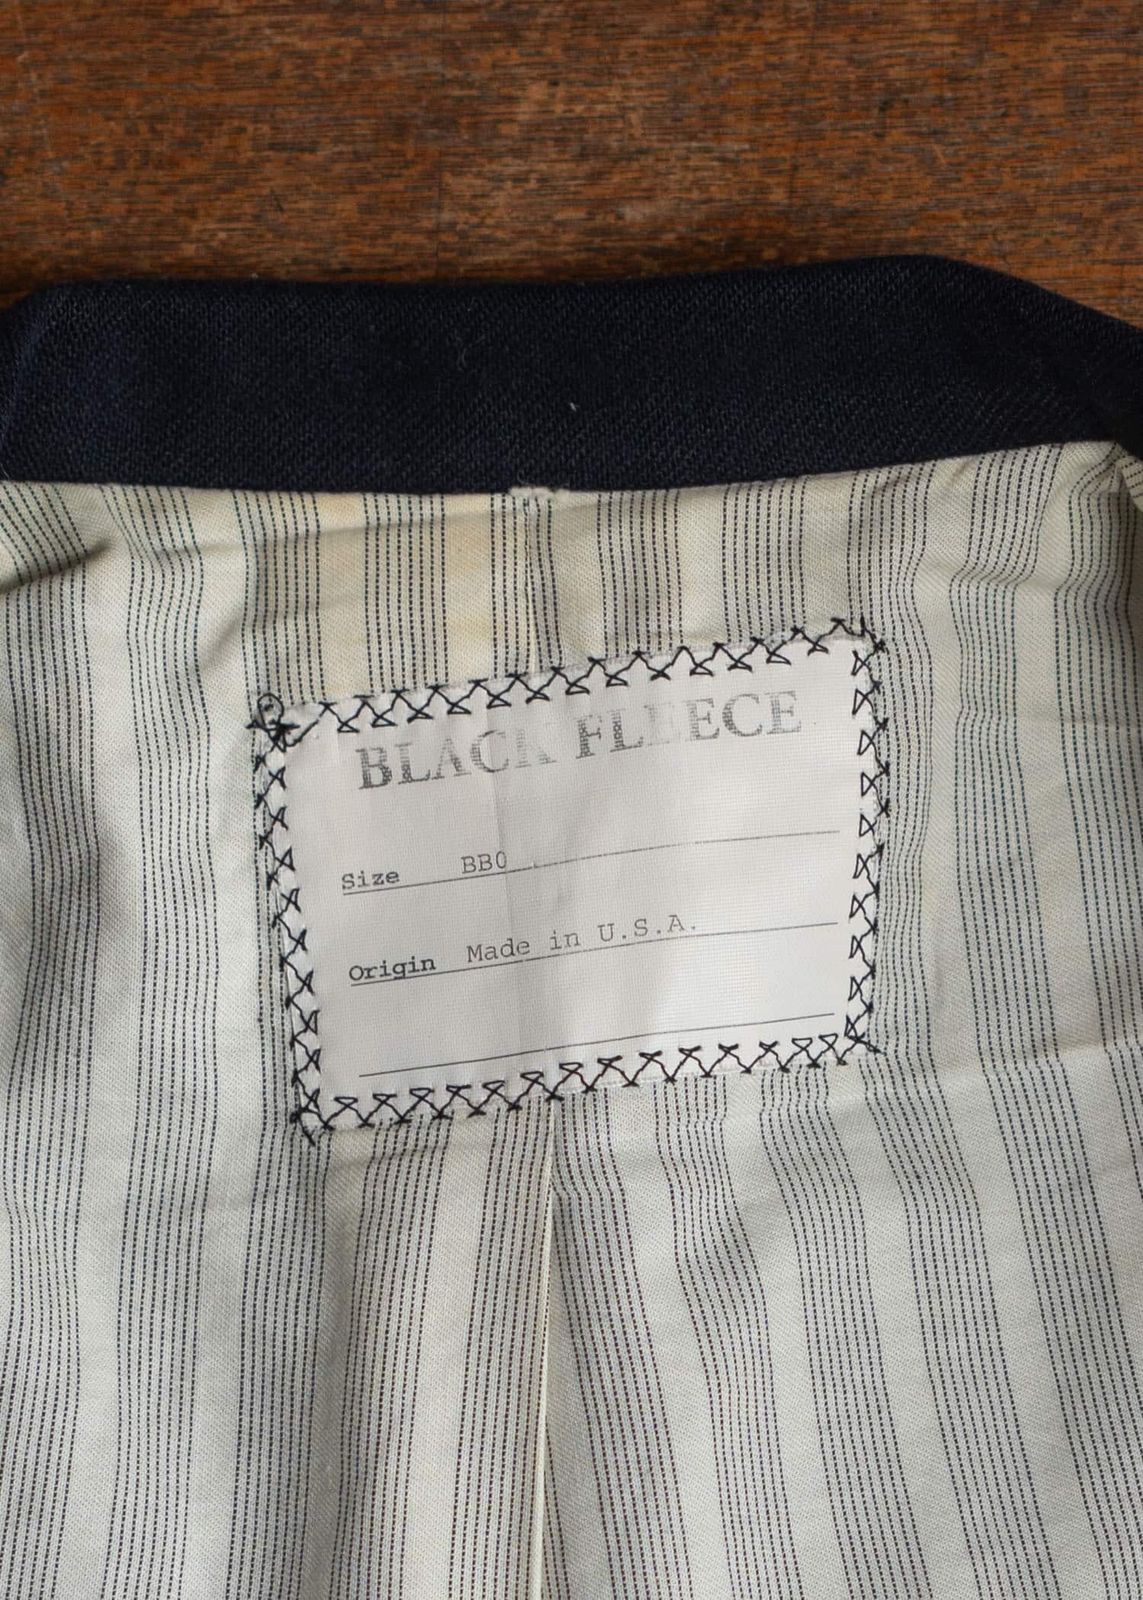 BLACK FLEECE
Size BB0
Origin Made in U.S.A.